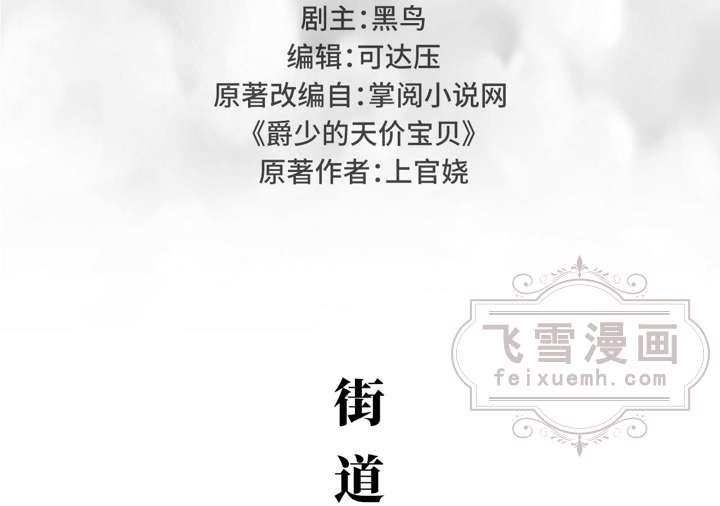 剧主：黑鸟
编辑：可达压
原著改编自：掌阅小说网
《爵少的天价宝贝》
原著作者：上官娆
飞雪漫画
feixuemh.com
街
道